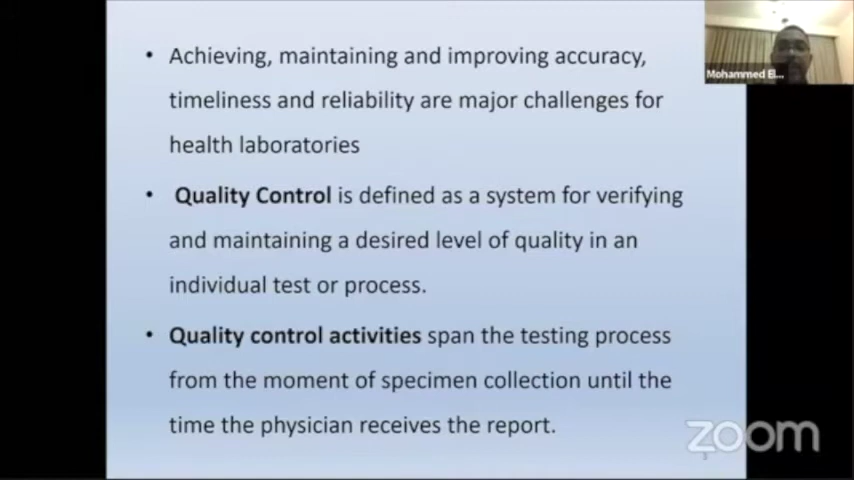 • Achieving, maintaining and improving accuracy,
timeliness and reliability are major challenges for
health laboratories
• Quality Control is defined as a system for verifying
and maintaining a desired level of quality in an
individual test or process.
• Quality control activities span the testing process
from the moment of specimen collection until the
time the physician receives the report.
Mohammed El...
zoom
3